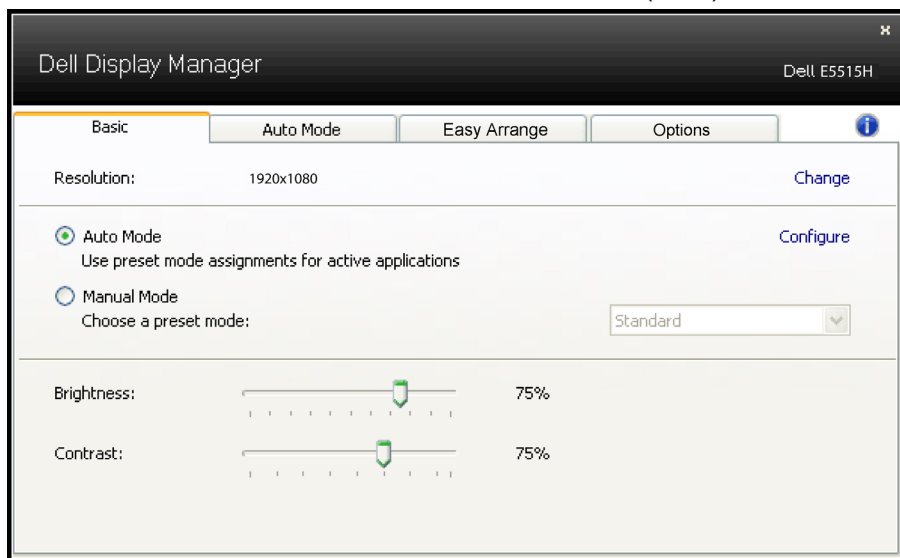 Dell Display Manager
Dell E5515H
Basic Auto Mode Easy Arrange Options
Resolution: 1920x1080 Change
Auto Mode Configure
Use preset mode assignments for active applications
Manual Mode
Choose a preset mode: Standard
Brightness: 75%
Contrast: 75%